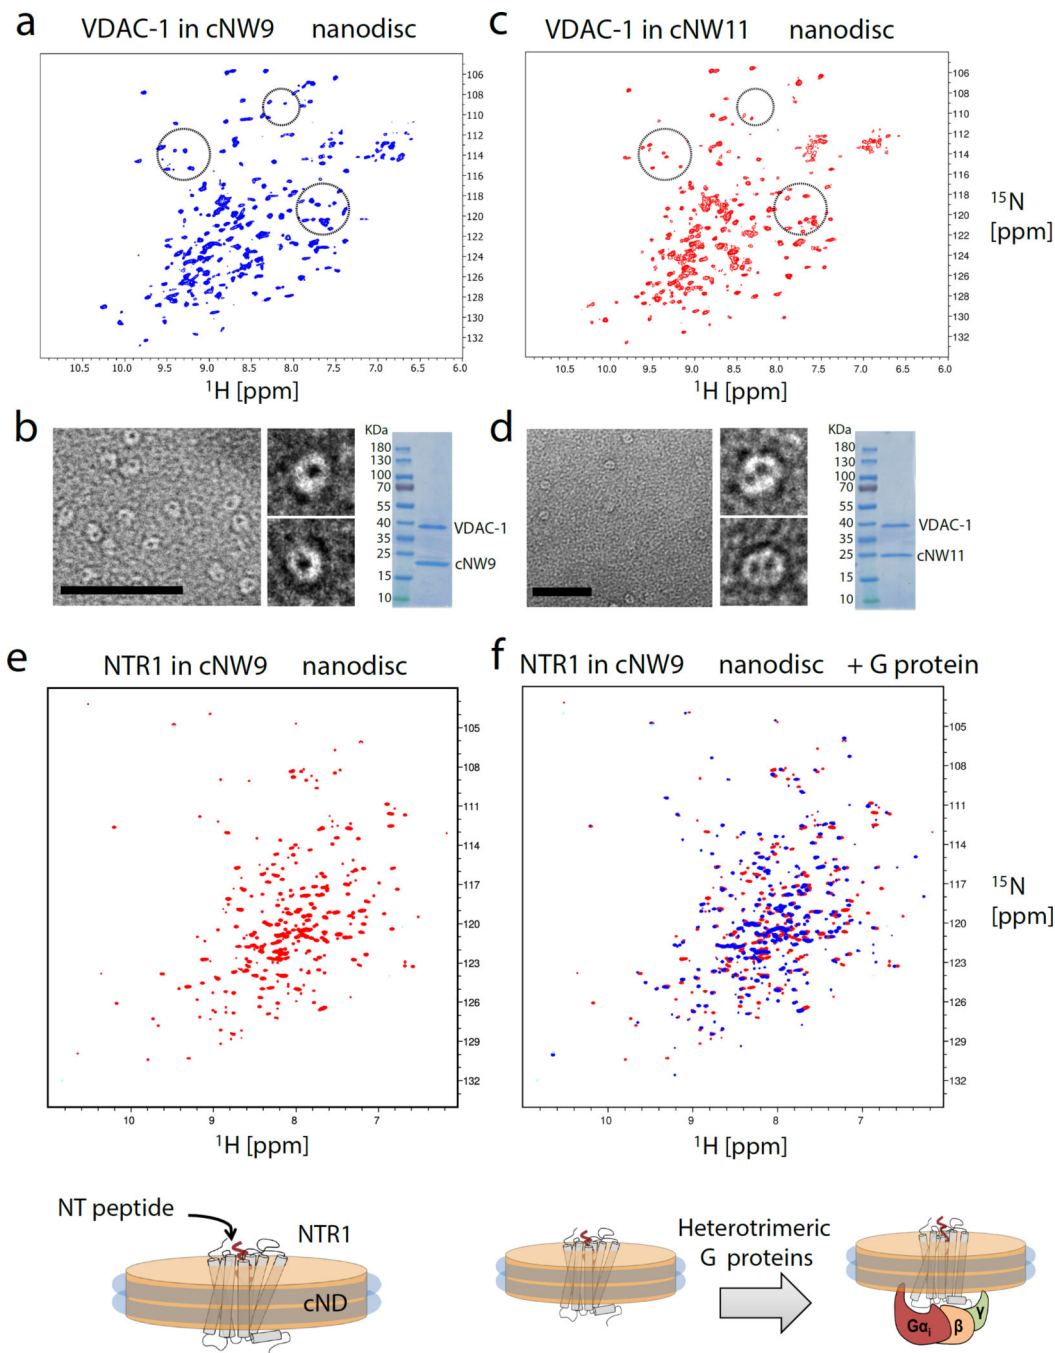 a VDAC-1 in cNW9 nanodisc
c VDAC-1 in cNW11 nanodisc
106
108
110
112
114
116
118
120
122
124
126
128
130
132
10.5 10.0 9.5 9.0 8.5 8.0 7.5 7.0 6.5 6.0
¹H [ppm]
106
108
110
112
114
116
118
120
122
124
126
128
130
132
10.5 10.0 9.5 9.0 8.5 8.0 7.5 7.0 6.5 6.0
¹H [ppm]
¹⁵N
[ppm]
b
KDa
180
130
100
70
55
40
35
25
15
10
VDAC-1
cNW9
d
KDa
180
130
100
70
55
40
35
25
15
10
VDAC-1
cNW11
e
NTR1 in cNW9 nanodisc
105
108
111
114
117
120
123
126
129
132
10 9 8 7
¹H [ppm]
f
NTR1 in cNW9 nanodisc + G protein
105
108
111
114
117
120
123
126
129
132
10 9 8 7
¹H [ppm]
¹⁵N
[ppm]
NT peptide
NTR1
cND
Heterotrimeric
G proteins
Gαi β γ